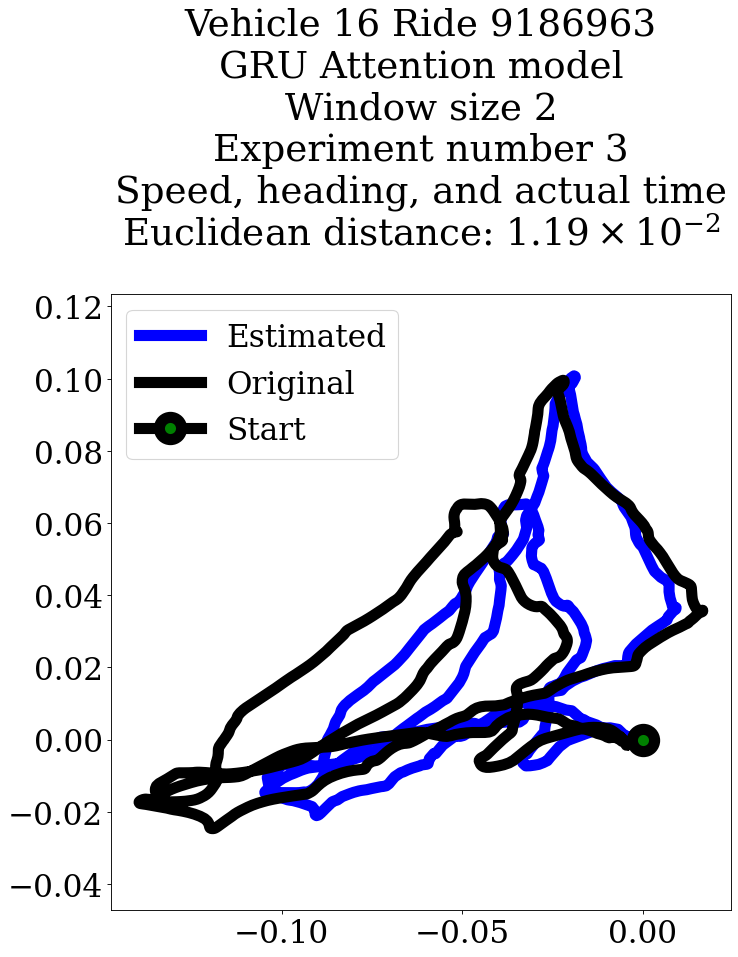 Vehicle 16 Ride 9186963
GRU Attention model
Window size 2
Experiment number 3
Speed, heading, and actual time
Euclidean distance: 1.19 × 10⁻²
0.12
0.10
0.08
0.06
0.04
0.02
0.00
−0.02
−0.04
Estimated
Original
Start
−0.10
−0.05
0.00